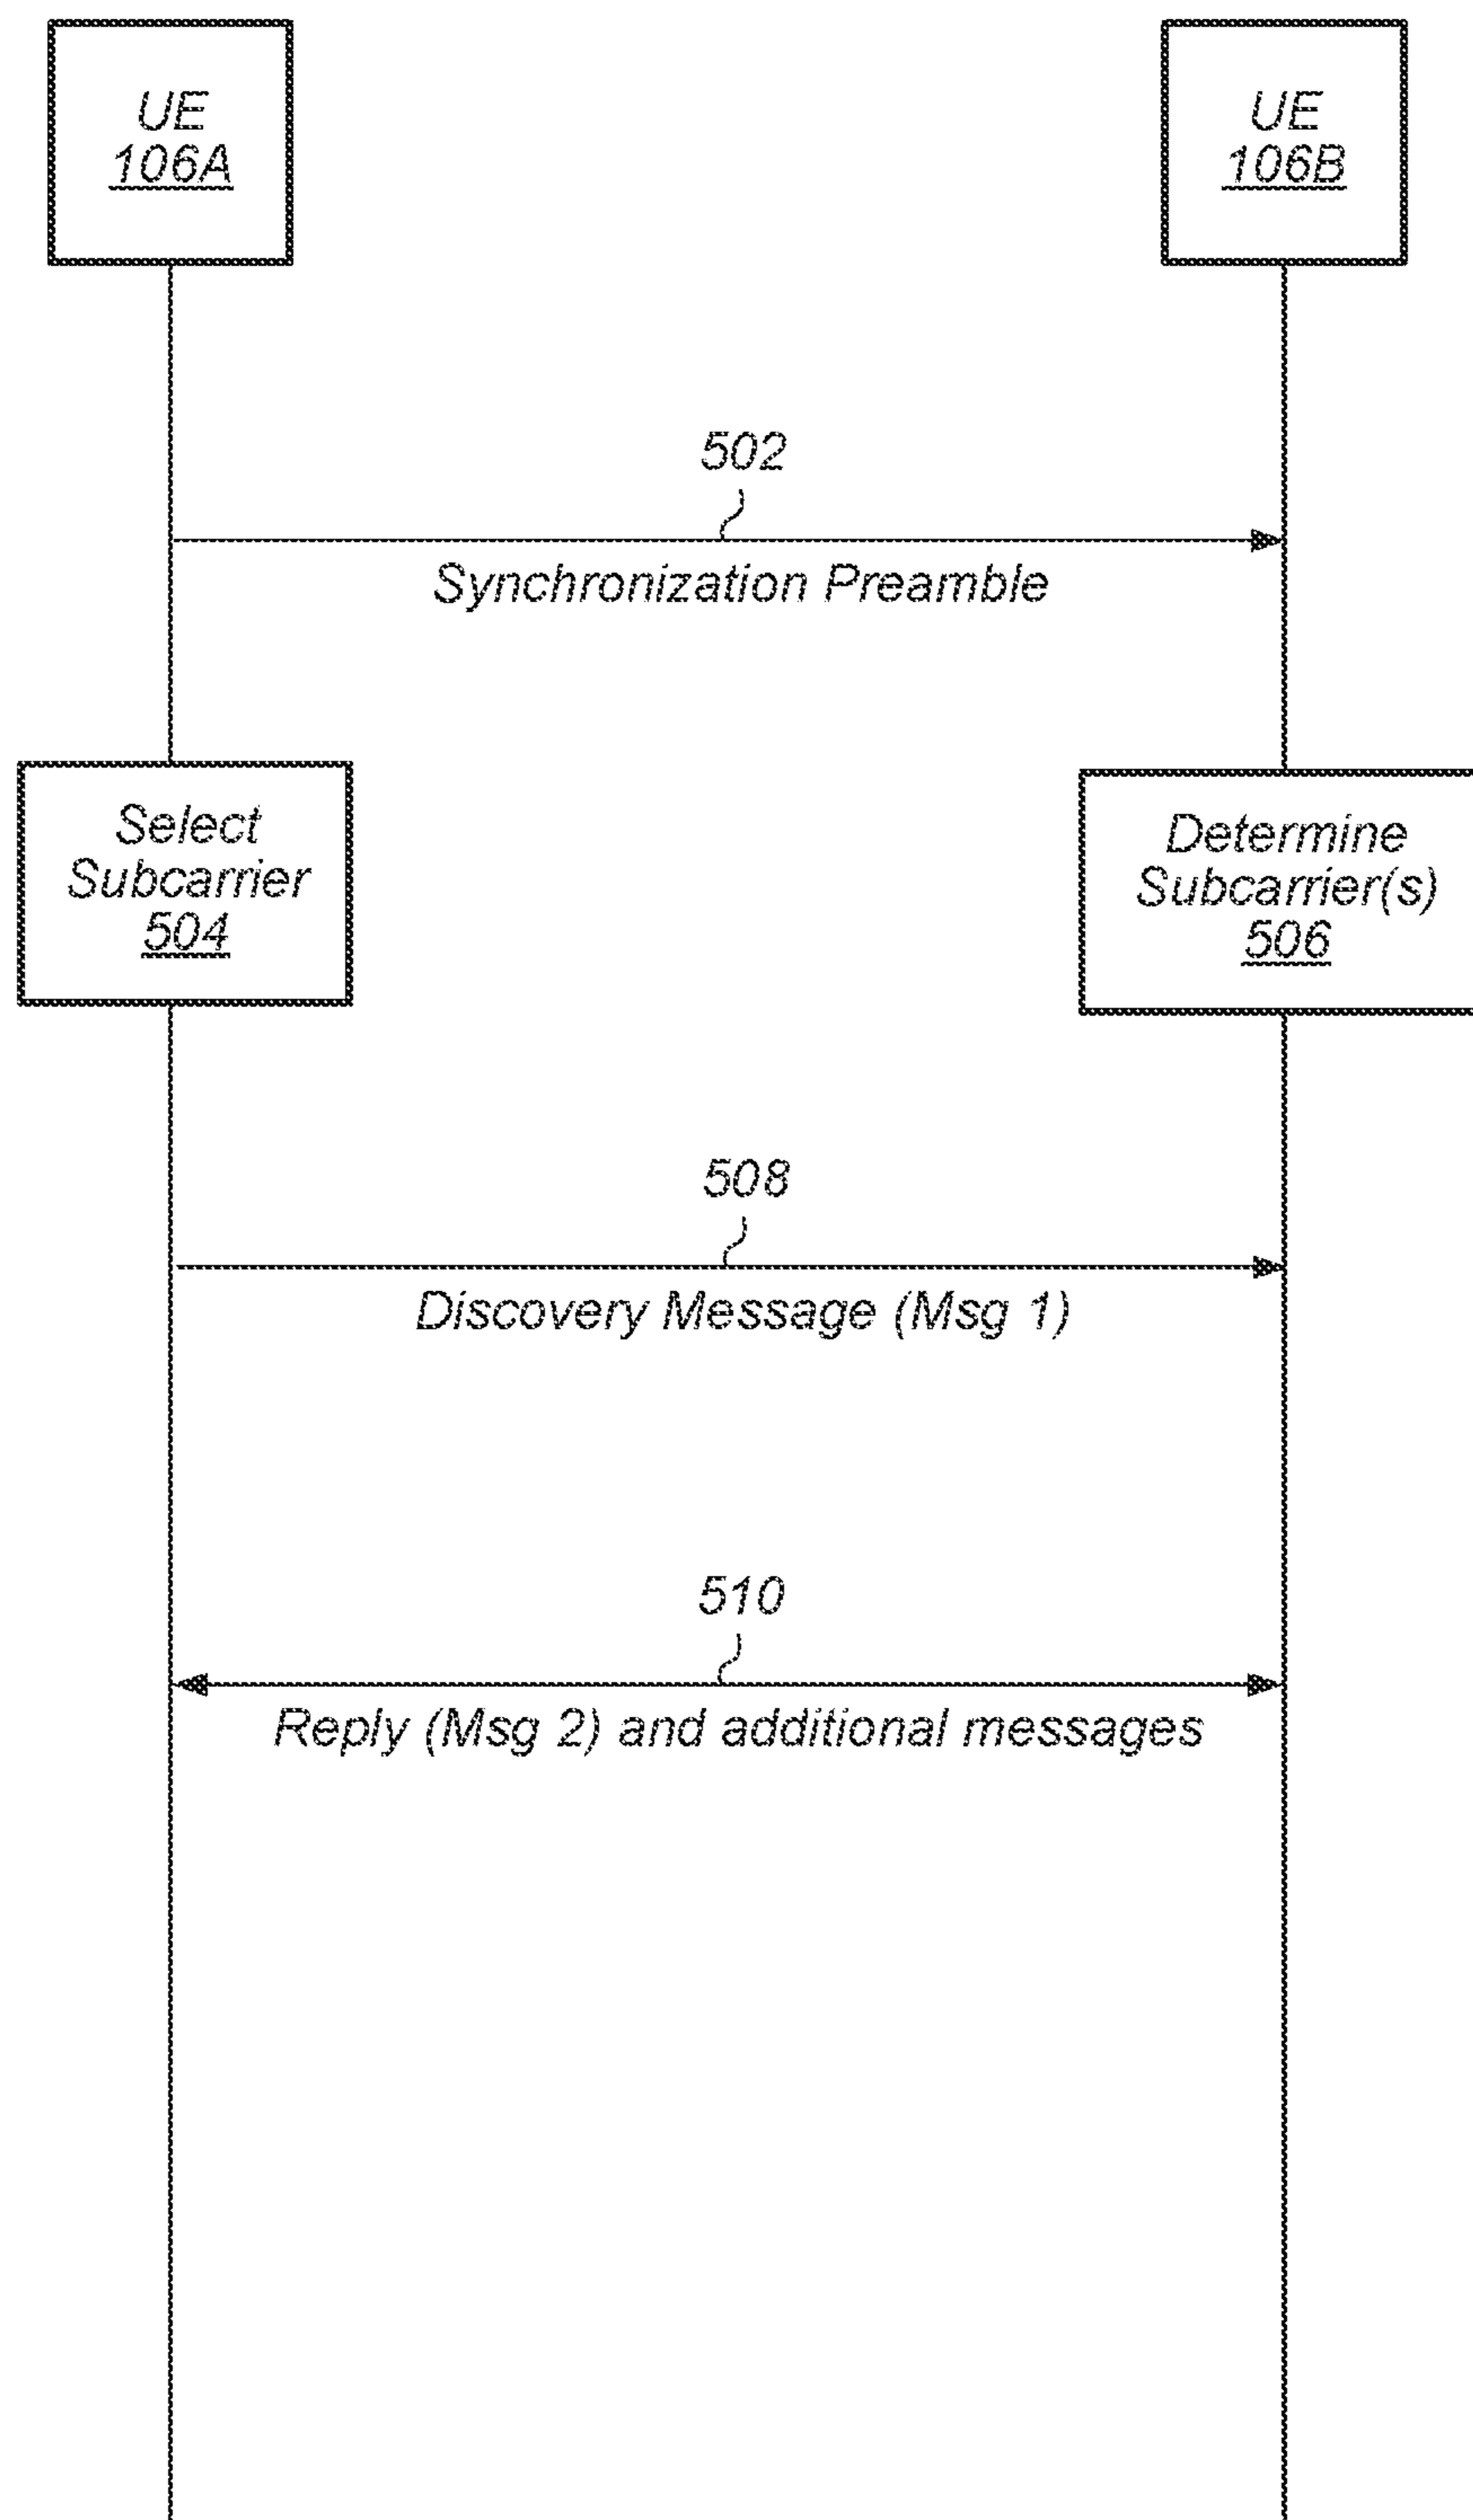 UE
106A
UE
106B
502
Synchronization Preamble
Select
Subcarrier
504
Determine
Subcarrier(s)
506
508
Discovery Message (Msg 1)
510
Reply (Msg 2) and additional messages